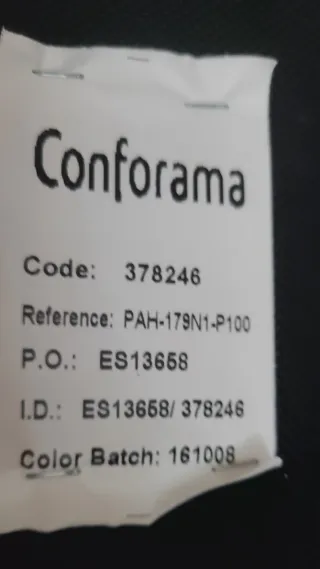 Conforama
Code: 378246
Reference: PAH-179N1-P100
P.O.: ES13658
I.D.: ES13658/ 378246
Color Batch: 161008